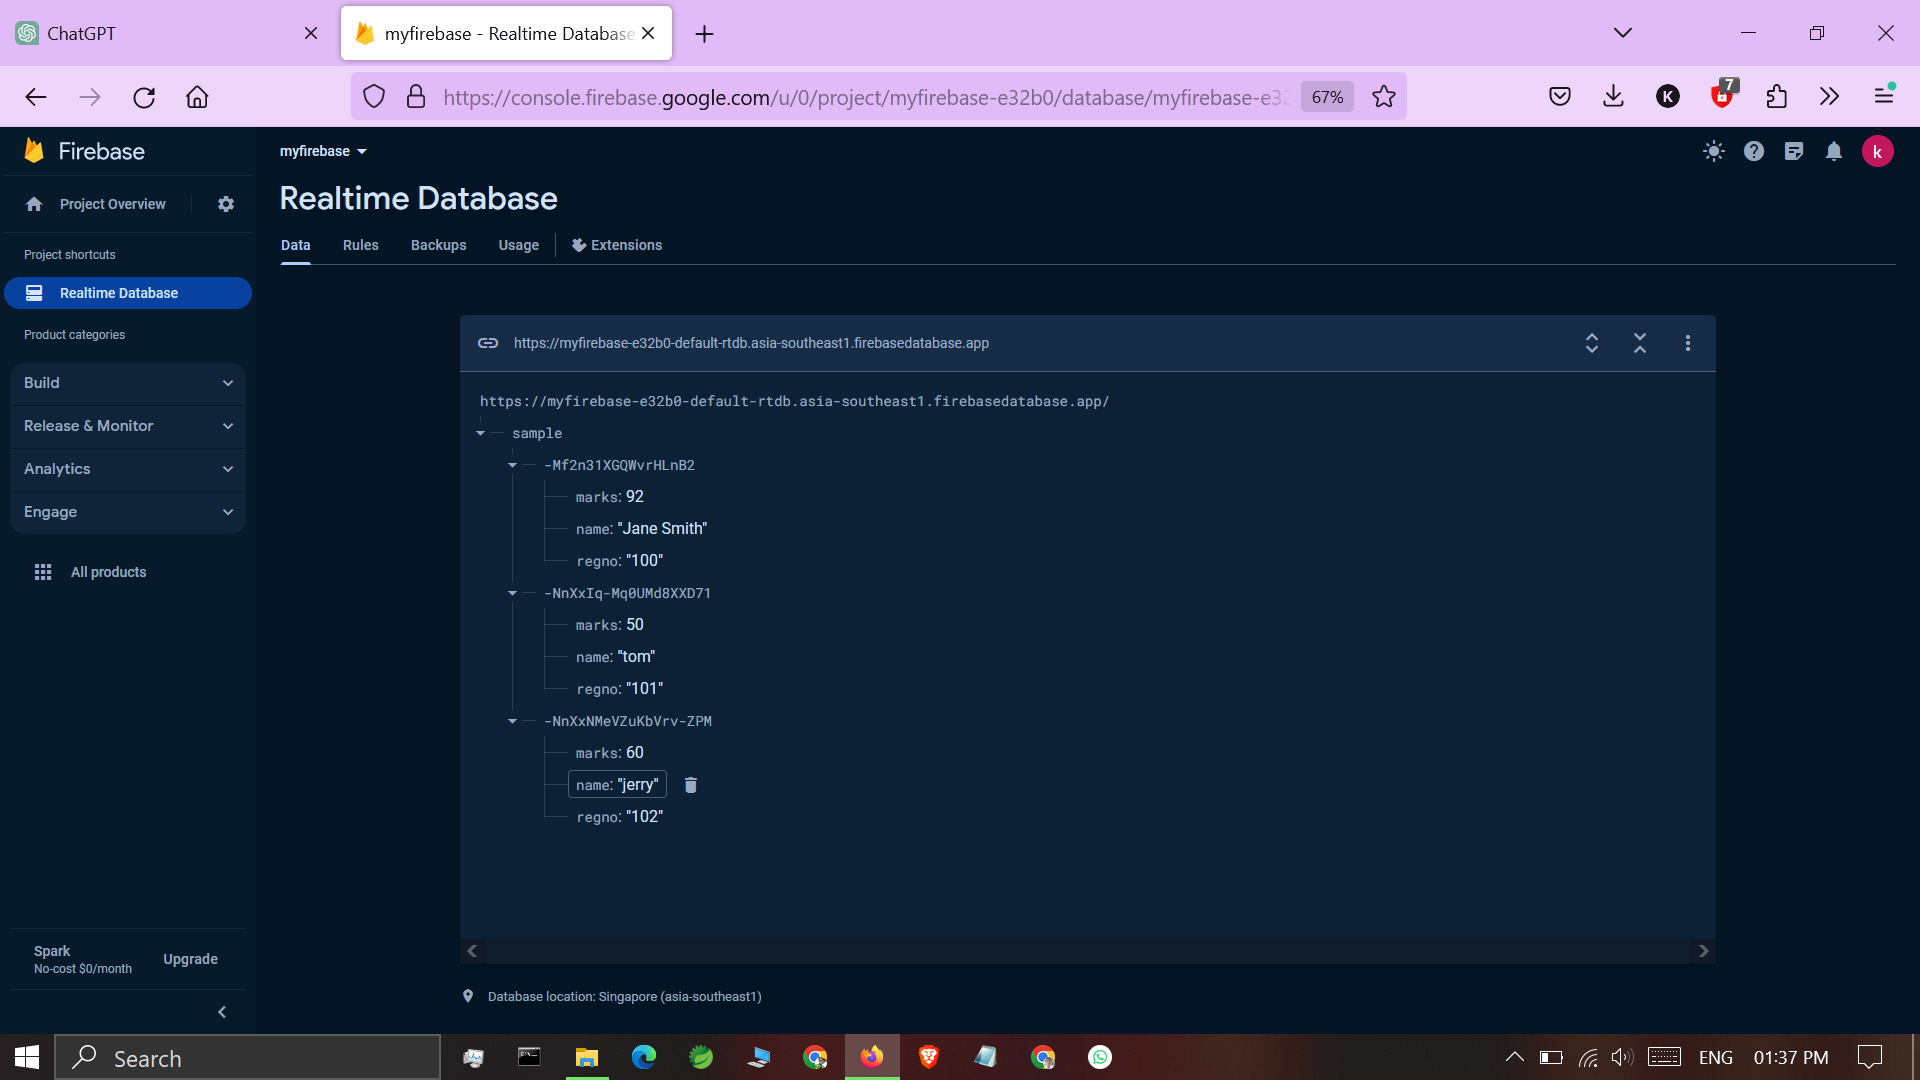 ChatGPT
myfirebase - Realtime Database
https://console.firebase.google.com/u/0/project/myfirebase-e32b0/database/myfirebase-e32
67%
K
7
Firebase
myfirebase
k
Project Overview
Realtime Database
Data Rules Backups Usage Extensions
Project shortcuts
Realtime Database
Product categories
Build
Release & Monitor
Analytics
Engage
All products
https://myfirebase-e32b0-default-rtdb.asia-southeast1.firebasedatabase.app
https://myfirebase-e32b0-default-rtdb.asia-southeast1.firebasedatabase.app/
sample
-Mf2n31XGQWvrHLnB2
marks: 92
name: "Jane Smith"
regno: "100"
-NnXxIq-Mq0UMd8XXD71
marks: 50
name: "tom"
regno: "101"
-NnXxNMeVZuKbVrv-ZPM
marks: 60
name: "jerry"
regno: "102"
Spark
No-cost $0/month
Upgrade
Database location: Singapore (asia-southeast1)
Search
ENG
01:37 PM